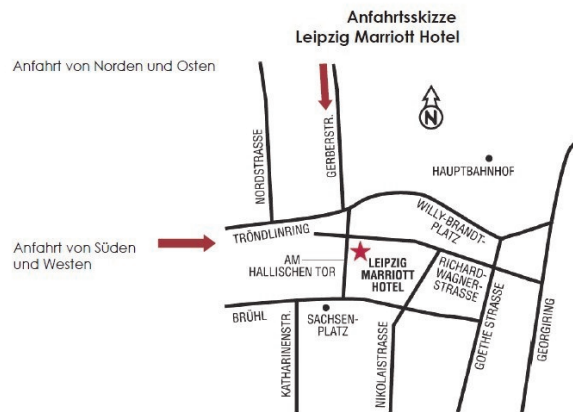 Anfahrtsskizze
Leipzig Marriott Hotel
Anfahrt von Norden und Osten
N
NORDSTRASSE
GERBERSTR.
HAUPTBAHNHOF
TRÖNDLINRING
WILLY-BRANDT-
PLATZ
Anfahrt von Süden
und Westen
AM
HALLISCHEN TOR
LEIPZIG
MARRIOTT
HOTEL
RICHARD-
WAGNER-
STRASSE
BRÜHL
SACHSEN-
PLATZ
KATHARINENSTR.
NIKOLAISTRASSE
GOETHE STRASSE
GEORGIRING